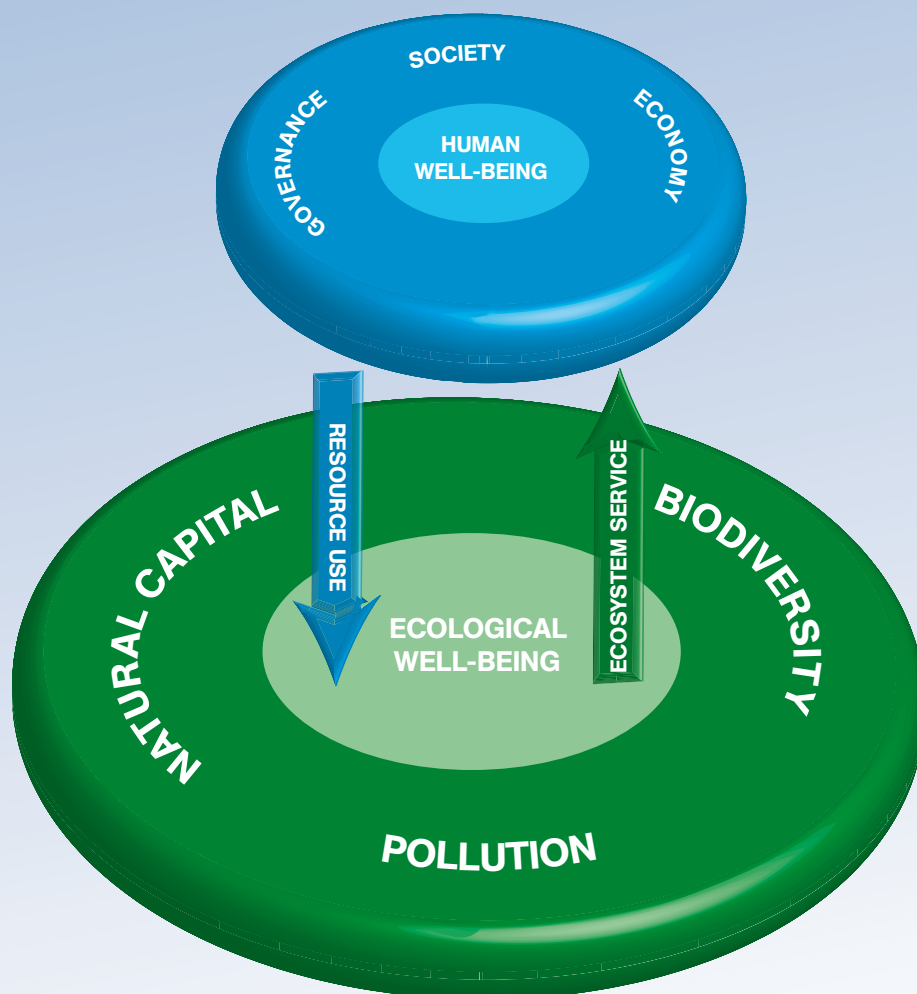 SOCIETY
GOVERNANCE
ECONOMY
HUMAN
WELL-BEING
RESOURCE USE
ECOSYSTEM SERVICE
NATURAL CAPITAL
BIODIVERSITY
ECOLOGICAL
WELL-BEING
POLLUTION